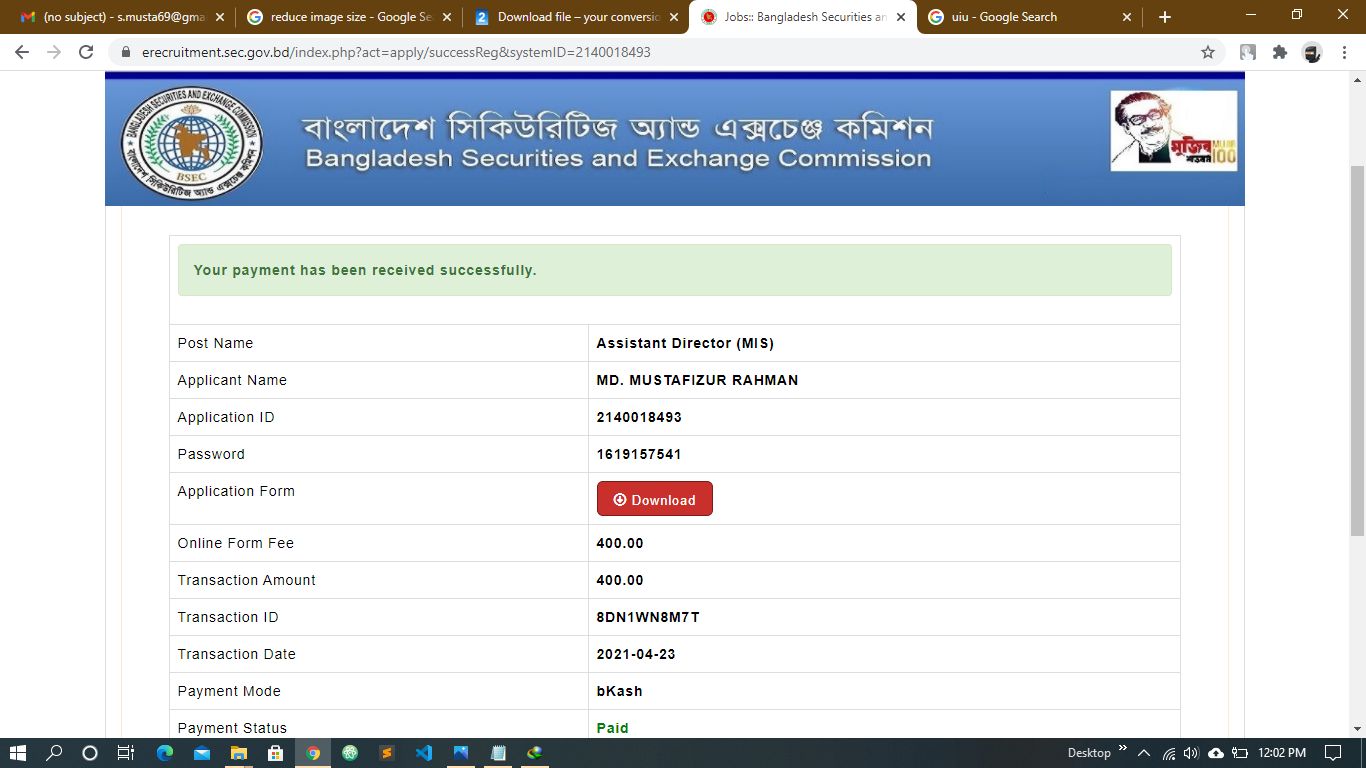 (no subject) - s.musta69@gma
reduce image size - Google Se
Download file – your conversio
Jobs:: Bangladesh Securities an
uiu - Google Search
erecruitment.sec.gov.bd/index.php?act=apply/successReg&systemID=2140018493
BANGLADESH SECURITIES AND EXCHANGE COMMISSION
BSEC
বাংলাদেশ সিকিউরিটিজ অ্যান্ড এক্সচেঞ্জ কমিশন
বাংলাদেশ সিকিউরিটিজ অ্যান্ড এক্সচেঞ্জ কমিশন
Bangladesh Securities and Exchange Commission
মুজিব MUJIB
শতবর্ষ 100
Your payment has been received successfully.
Post Name Assistant Director (MIS)
Applicant Name MD. MUSTAFIZUR RAHMAN
Application ID 2140018493
Password 1619157541
Application Form Download
Online Form Fee 400.00
Transaction Amount 400.00
Transaction ID 8DN1WN8M7T
Transaction Date 2021-04-23
Payment Mode bKash
Payment Status Paid
Desktop 12:02 PM